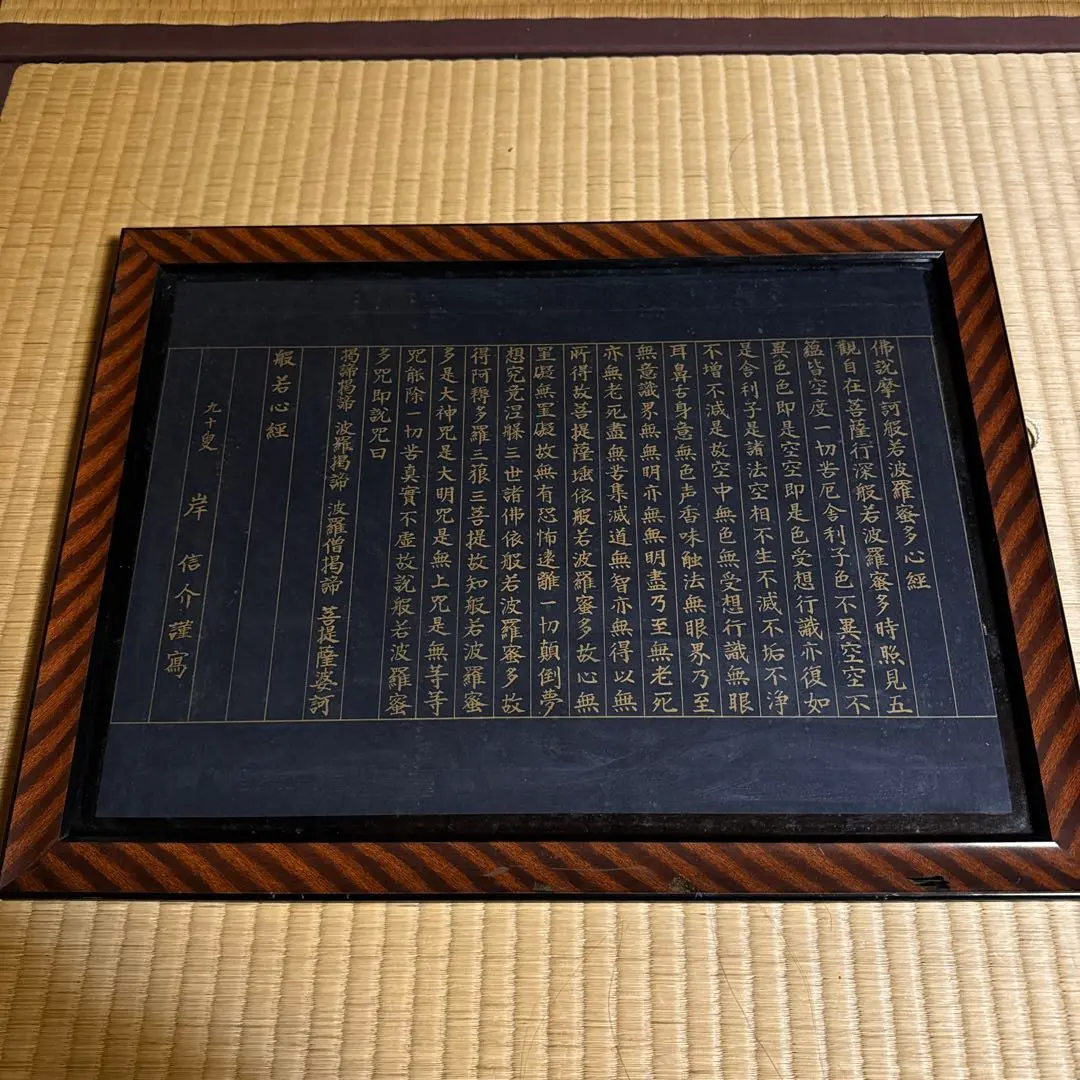 佛説摩訶般若波羅蜜多心經
觀自在菩薩行深般若波羅蜜多時照見五
蘊皆空度一切苦厄舍利子色不異空空不
異色色即是空空即是色受想行識亦復如
是舍利子是諸法空相不生不滅不垢不浄
不增不減是故空中無色無受想行識無眼
耳鼻舌身意無色声香味触法無眼界乃至
無意識界無無明亦無無明盡乃至無老死
亦無老死盡無苦集滅道無智亦無得以無
所得故菩提薩埵依般若波羅蜜多故心無
罣礙無罣礙故無有恐怖遠離一切顛倒夢
想究竟涅槃三世諸佛依般若波羅蜜多故
得阿耨多羅三藐三菩提故知般若波羅蜜
多是大神咒是大明咒是無上咒是無等等
咒能除一切苦真實不虛故説般若波羅蜜
多咒即説咒曰
揭諦揭諦 波羅揭諦 波羅僧揭諦 菩提薩婆訶
般若心經
九十叟 岸信介謹寫